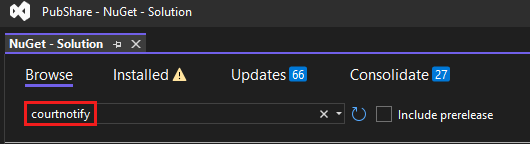 PubShare - NuGet - Solution
NuGet - Solution
Browse Installed Updates 66 Consolidate 27
courtnotify Include prerelease